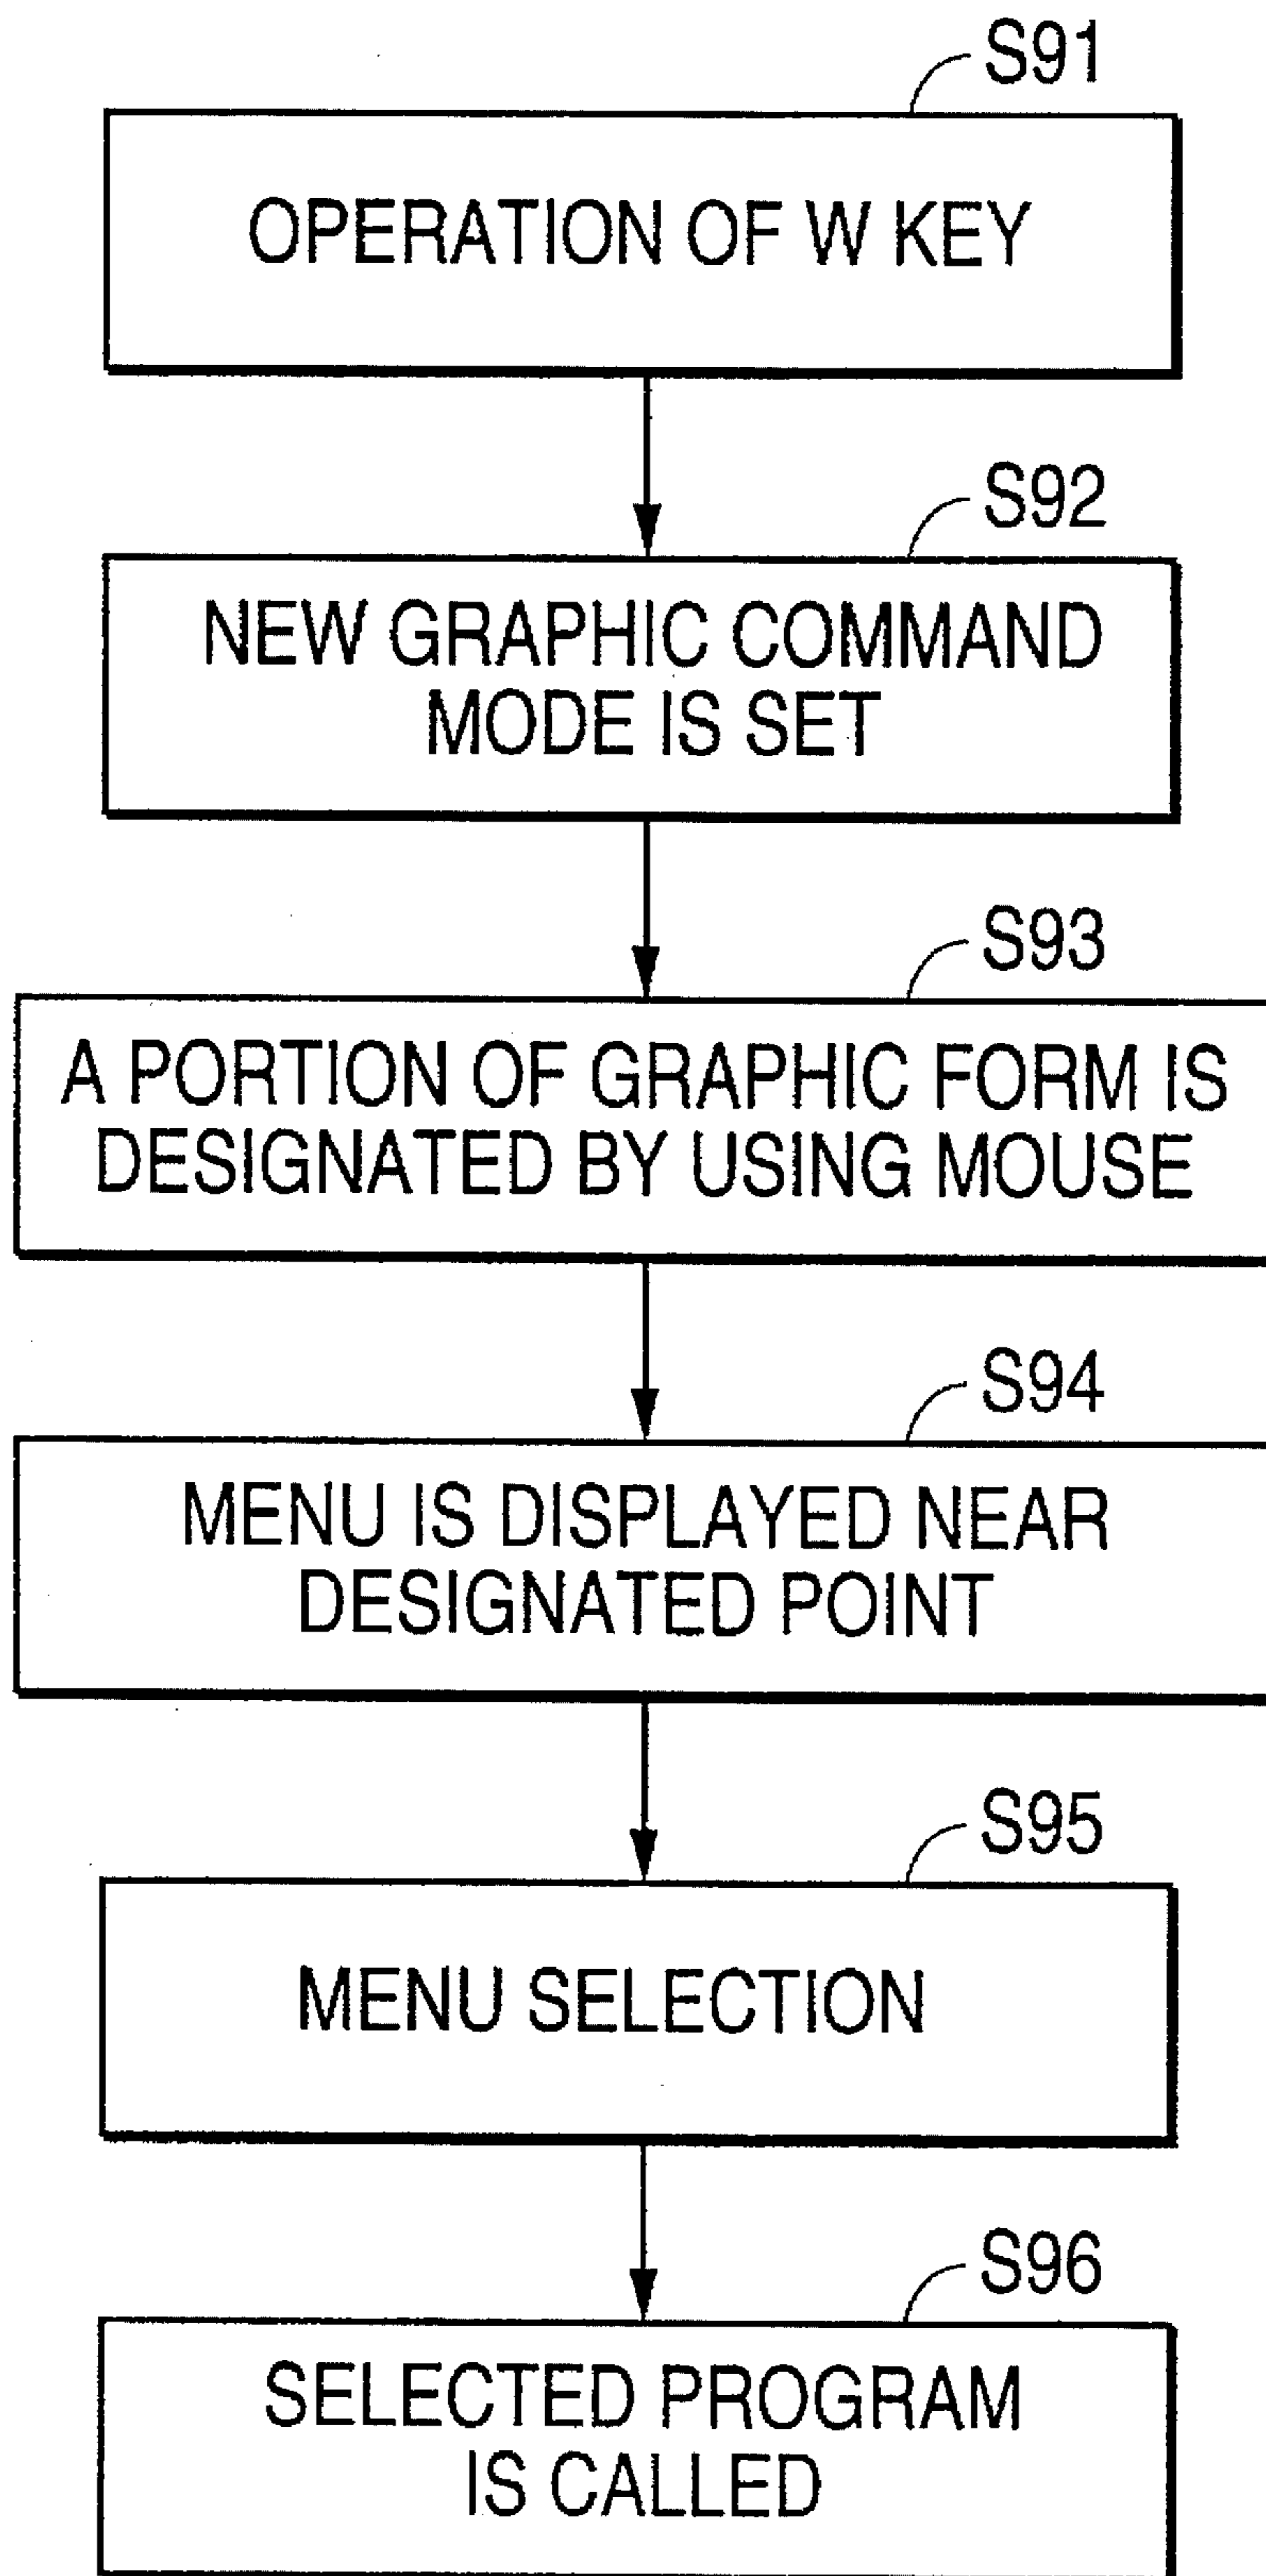 S91
OPERATION OF W KEY
S92
NEW GRAPHIC COMMAND
MODE IS SET
S93
A PORTION OF GRAPHIC FORM IS
DESIGNATED BY USING MOUSE
S94
MENU IS DISPLAYED NEAR
DESIGNATED POINT
S95
MENU SELECTION
S96
SELECTED PROGRAM
IS CALLED